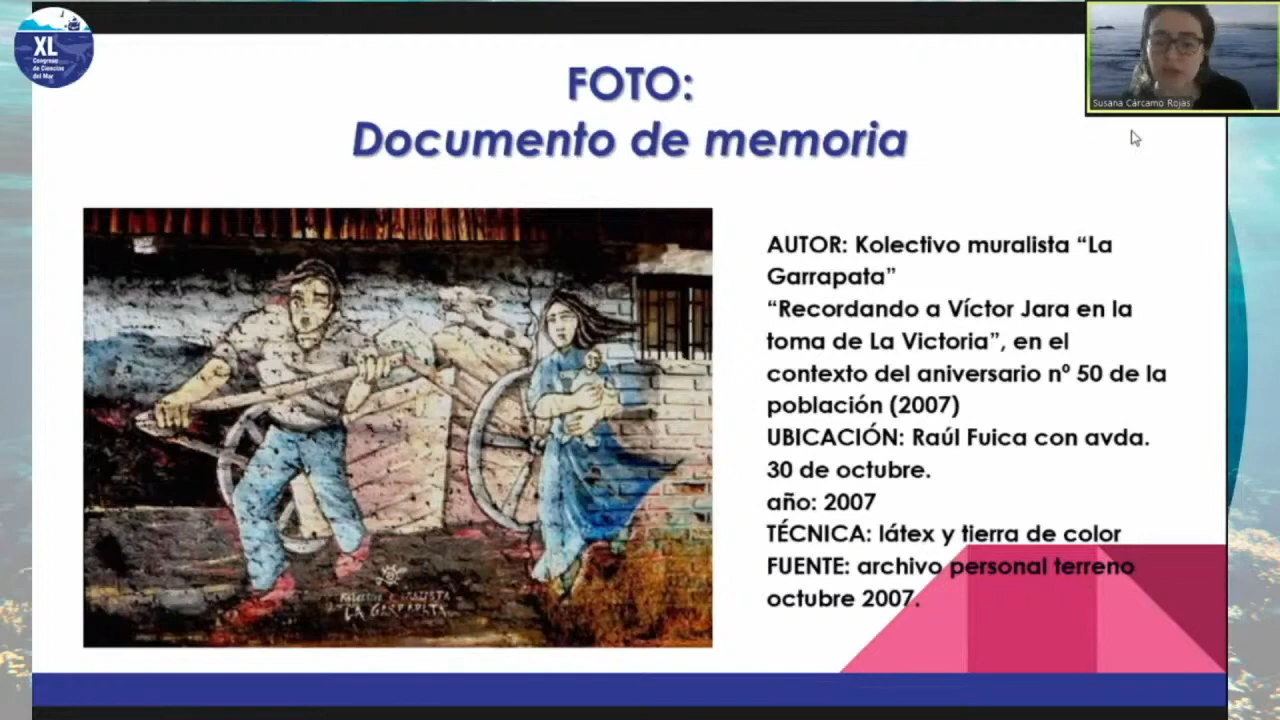 XL
Congreso
de Ciencias
del Mar
FOTO:
Documento de memoria
Susana Cárcamo Rojas
AUTOR: Kolectivo muralista “La
Garrapata”
“Recordando a Víctor Jara en la
toma de La Victoria”, en el
contexto del aniversario nº 50 de la
población (2007)
UBICACIÓN: Raúl Fuica con avda.
30 de octubre.
año: 2007
TÉCNICA: látex y tierra de color
FUENTE: archivo personal terreno
octubre 2007.
LA GARRAPATA